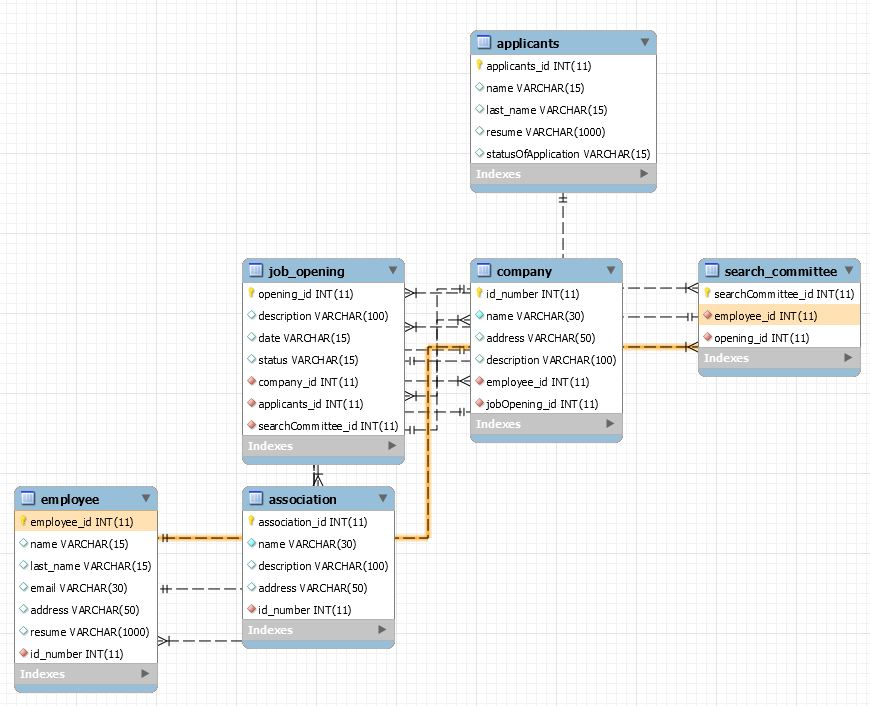 applicants
applicants_id INT(11)
name VARCHAR(15)
last_name VARCHAR(15)
resume VARCHAR(1000)
statusOfApplication VARCHAR(15)
Indexes
job_opening
opening_id INT(11)
description VARCHAR(100)
date VARCHAR(15)
status VARCHAR(15)
company_id INT(11)
applicants_id INT(11)
searchCommittee_id INT(11)
Indexes
company
id_number INT(11)
name VARCHAR(30)
address VARCHAR(50)
description VARCHAR(100)
employee_id INT(11)
jobOpening_id INT(11)
Indexes
search_committee
searchCommittee_id INT(11)
employee_id INT(11)
opening_id INT(11)
Indexes
employee
employee_id INT(11)
name VARCHAR(15)
last_name VARCHAR(15)
email VARCHAR(30)
address VARCHAR(50)
resume VARCHAR(1000)
id_number INT(11)
Indexes
association
association_id INT(11)
name VARCHAR(30)
description VARCHAR(100)
address VARCHAR(50)
id_number INT(11)
Indexes